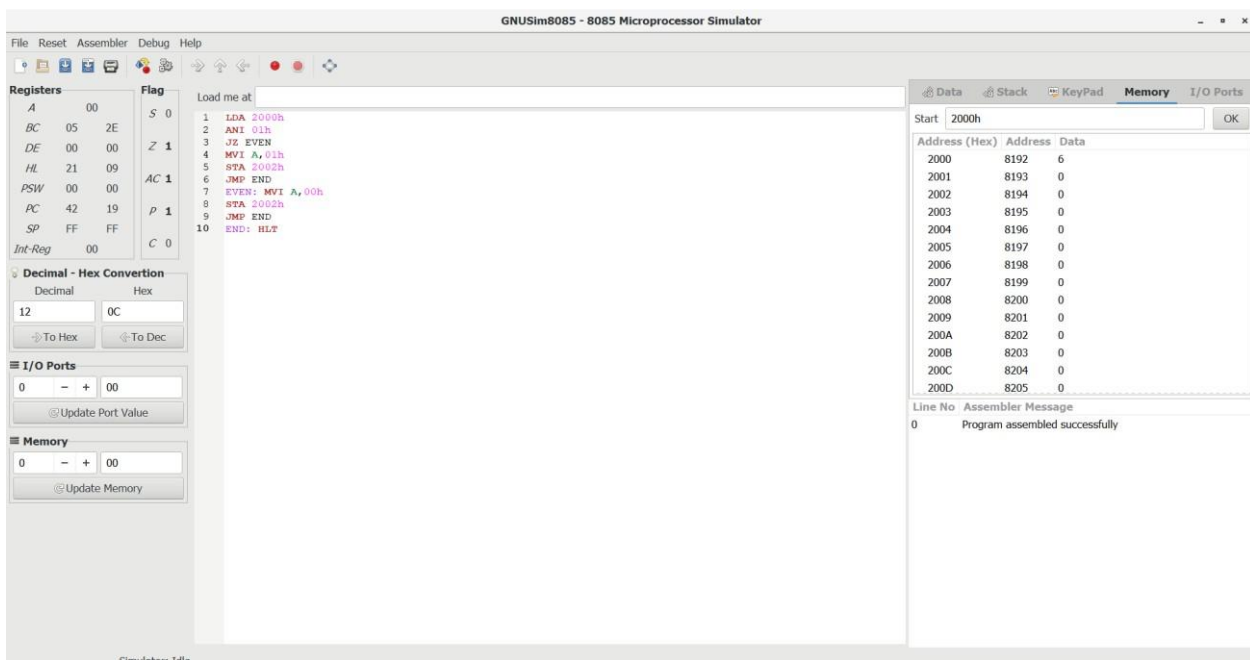 GNUSim8085 - 8085 Microprocessor Simulator
File Reset Assembler Debug Help
Registers
A 00
BC 05 2E
DE 00 00
HL 21 09
PSW 00 00
PC 42 19
SP FF FF
Int-Reg 00
Flag
S 0
Z 1
AC 1
P 1
C 0
Decimal - Hex Convertion
Decimal Hex
12 0C
To Hex To Dec
I/O Ports
0 − + 00
Update Port Value
Memory
0 − + 00
Update Memory
Load me at
1 LDA 2000h
2 ANI 01h
3 JZ EVEN
4 MVI A,01h
5 STA 2002h
6 JMP END
7 EVEN: MVI A,00h
8 STA 2002h
9 JMP END
10 END: HLT
Data Stack KeyPad Memory I/O Ports
Start 2000h OK
Address (Hex) Address Data
2000 8192 6
2001 8193 0
2002 8194 0
2003 8195 0
2004 8196 0
2005 8197 0
2006 8198 0
2007 8199 0
2008 8200 0
2009 8201 0
200A 8202 0
200B 8203 0
200C 8204 0
200D 8205 0
Line No Assembler Message
0 Program assembled successfully
Simulator: Idle